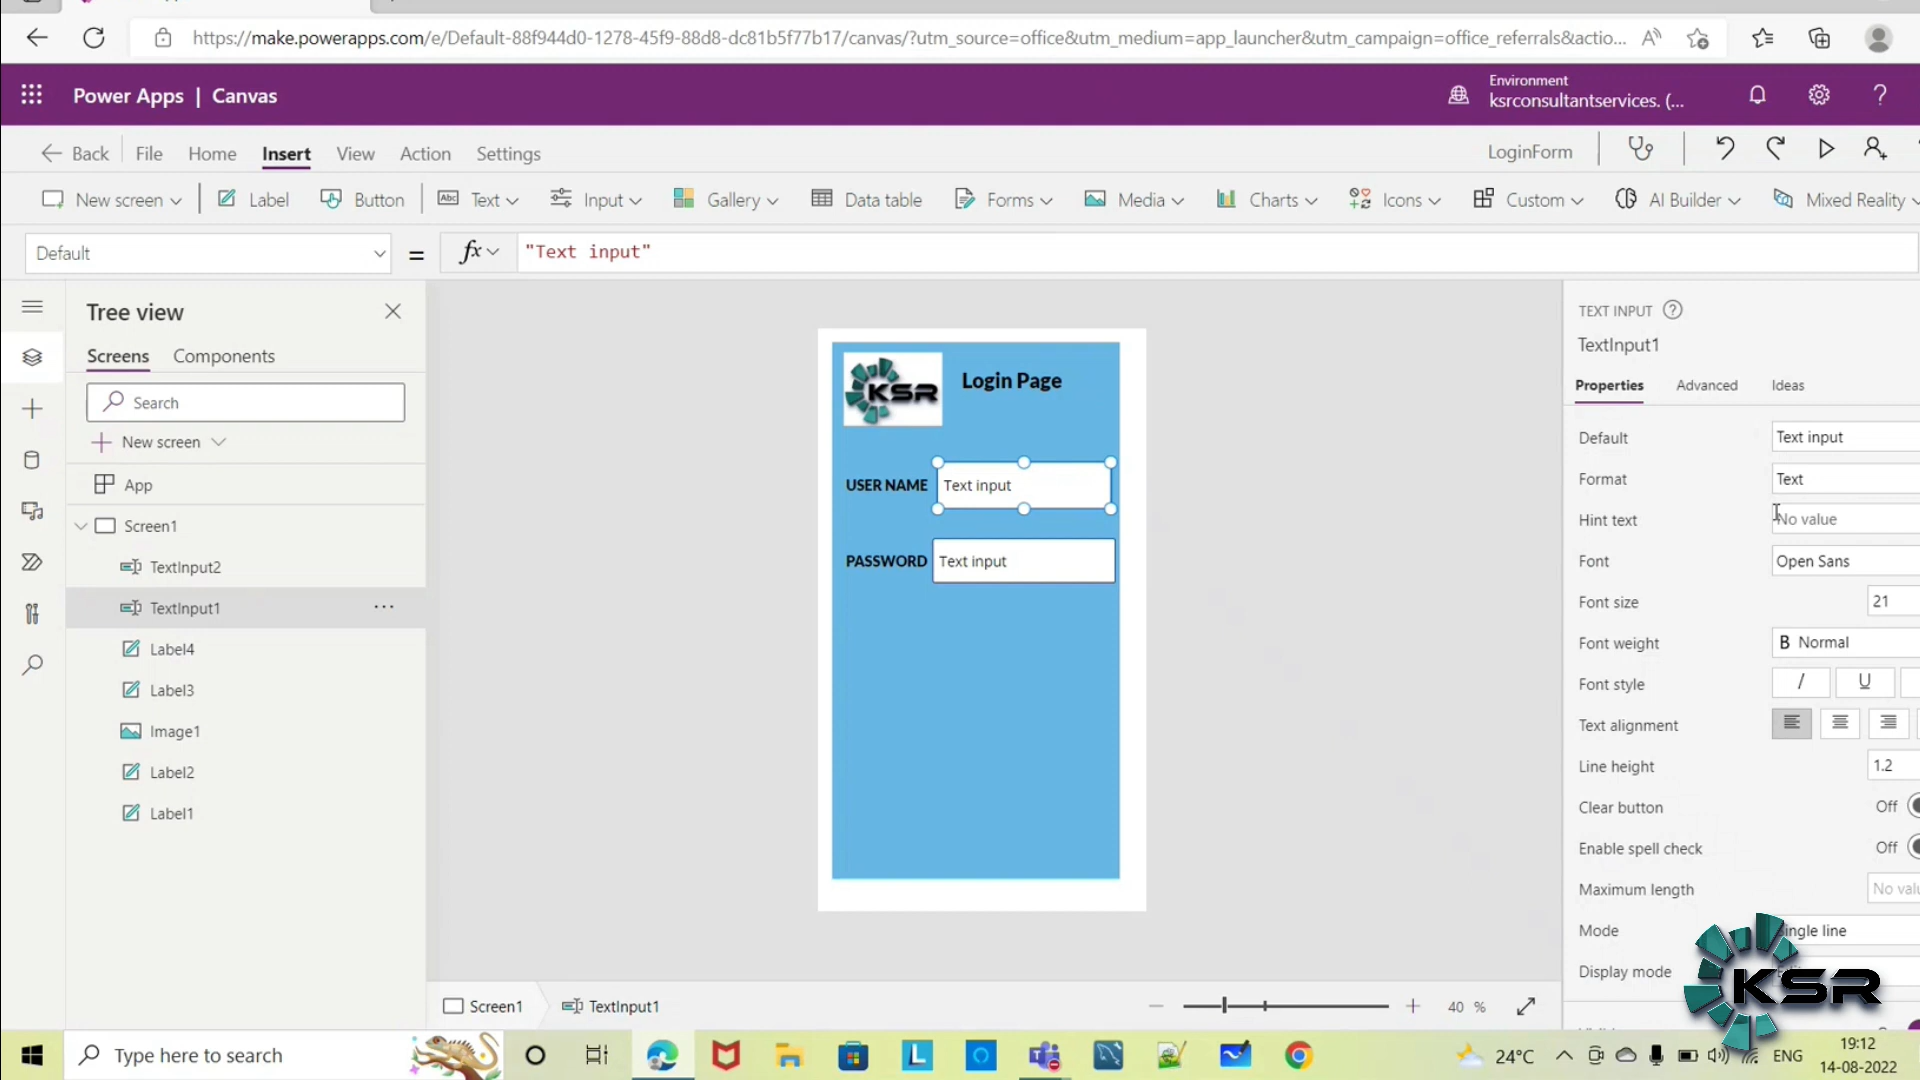 https://make.powerapps.com/e/Default-88f944d0-1278-45f9-88d8-dc81b5f77b17/canvas/?utm_source=office&utm_medium=app_launcher&utm_campaign=office_referrals&actio...
Power Apps | Canvas
Environment
ksrconsultantservices. (...
Back File Home Insert View Action Settings
LoginForm
New screen Label Button Text Input Gallery Data table Forms Media Charts Icons Custom AI Builder Mixed Reality
Default = fx "Text input"
Tree view
Screens Components
Search
New screen
App
Screen1
TextInput2
TextInput1
Label4
Label3
Image1
Label2
Label1
KSR Login Page
USER NAME Text input
PASSWORD Text input
TEXT INPUT
TextInput1
Properties Advanced Ideas
Default Text input
Format Text
Hint text No value
Font Open Sans
Font size 21
Font weight B Normal
Font style / U
Text alignment
Line height 1.2
Clear button Off
Enable spell check Off
Maximum length No valu
Mode ingle line
Display mode
KSR
Screen1 TextInput1
40 %
Type here to search
24°C ENG
19:12
14-08-2022